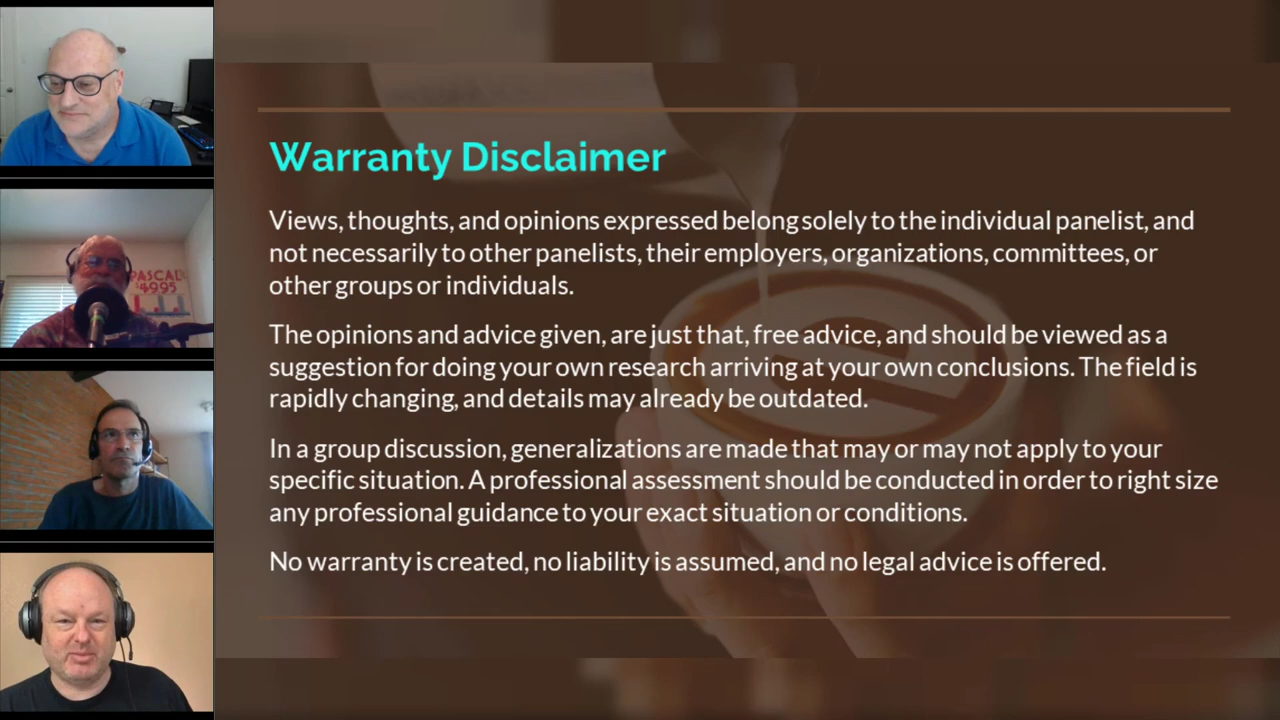 PASCAL
$4995
Warranty Disclaimer
Views, thoughts, and opinions expressed belong solely to the individual panelist, and
not necessarily to other panelists, their employers, organizations, committees, or
other groups or individuals.
The opinions and advice given, are just that, free advice, and should be viewed as a
suggestion for doing your own research arriving at your own conclusions. The field is
rapidly changing, and details may already be outdated.
In a group discussion, generalizations are made that may or may not apply to your
specific situation. A professional assessment should be conducted in order to right size
any professional guidance to your exact situation or conditions.
No warranty is created, no liability is assumed, and no legal advice is offered.